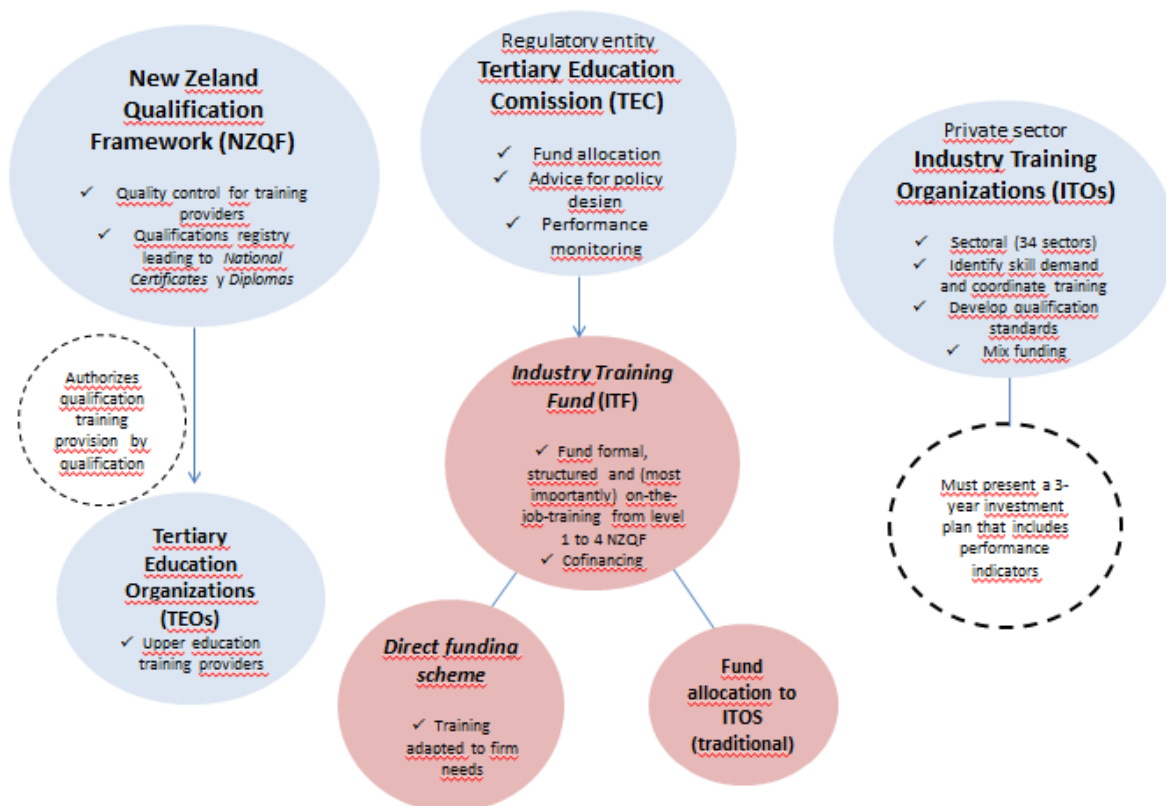 New Zeland
Qualification
Framework (NZQF)
✓ Quality control for training
providers
✓ Qualifications registry
leading to National
Certificates y Diplomas
Authorizes
qualification
training
provision by
qualification
Tertiary
Education
Organizations
(TEOs)
✓ Upper education
training providers
Regulatory entity
Tertiary Education
Comission (TEC)
✓ Fund allocation
✓ Advice for policy
design
✓ Performance
monitoring
Industry Training
Fund (ITF)
✓ Fund formal,
structured and (most
importantly) on-the-
job-training from level
1 to 4 NZQF
✓ Cofinancing
Direct funding
scheme
✓ Training
adapted to firm
needs
Fund
allocation to
ITOS
(traditional)
Private sector
Industry Training
Organizations (ITOs)
✓ Sectoral (34 sectors)
✓ Identify skill demand
and coordinate training
✓ Develop qualification
standards
✓ Mix funding
Must present a 3-
year investment
plan that includes
performance
indicators